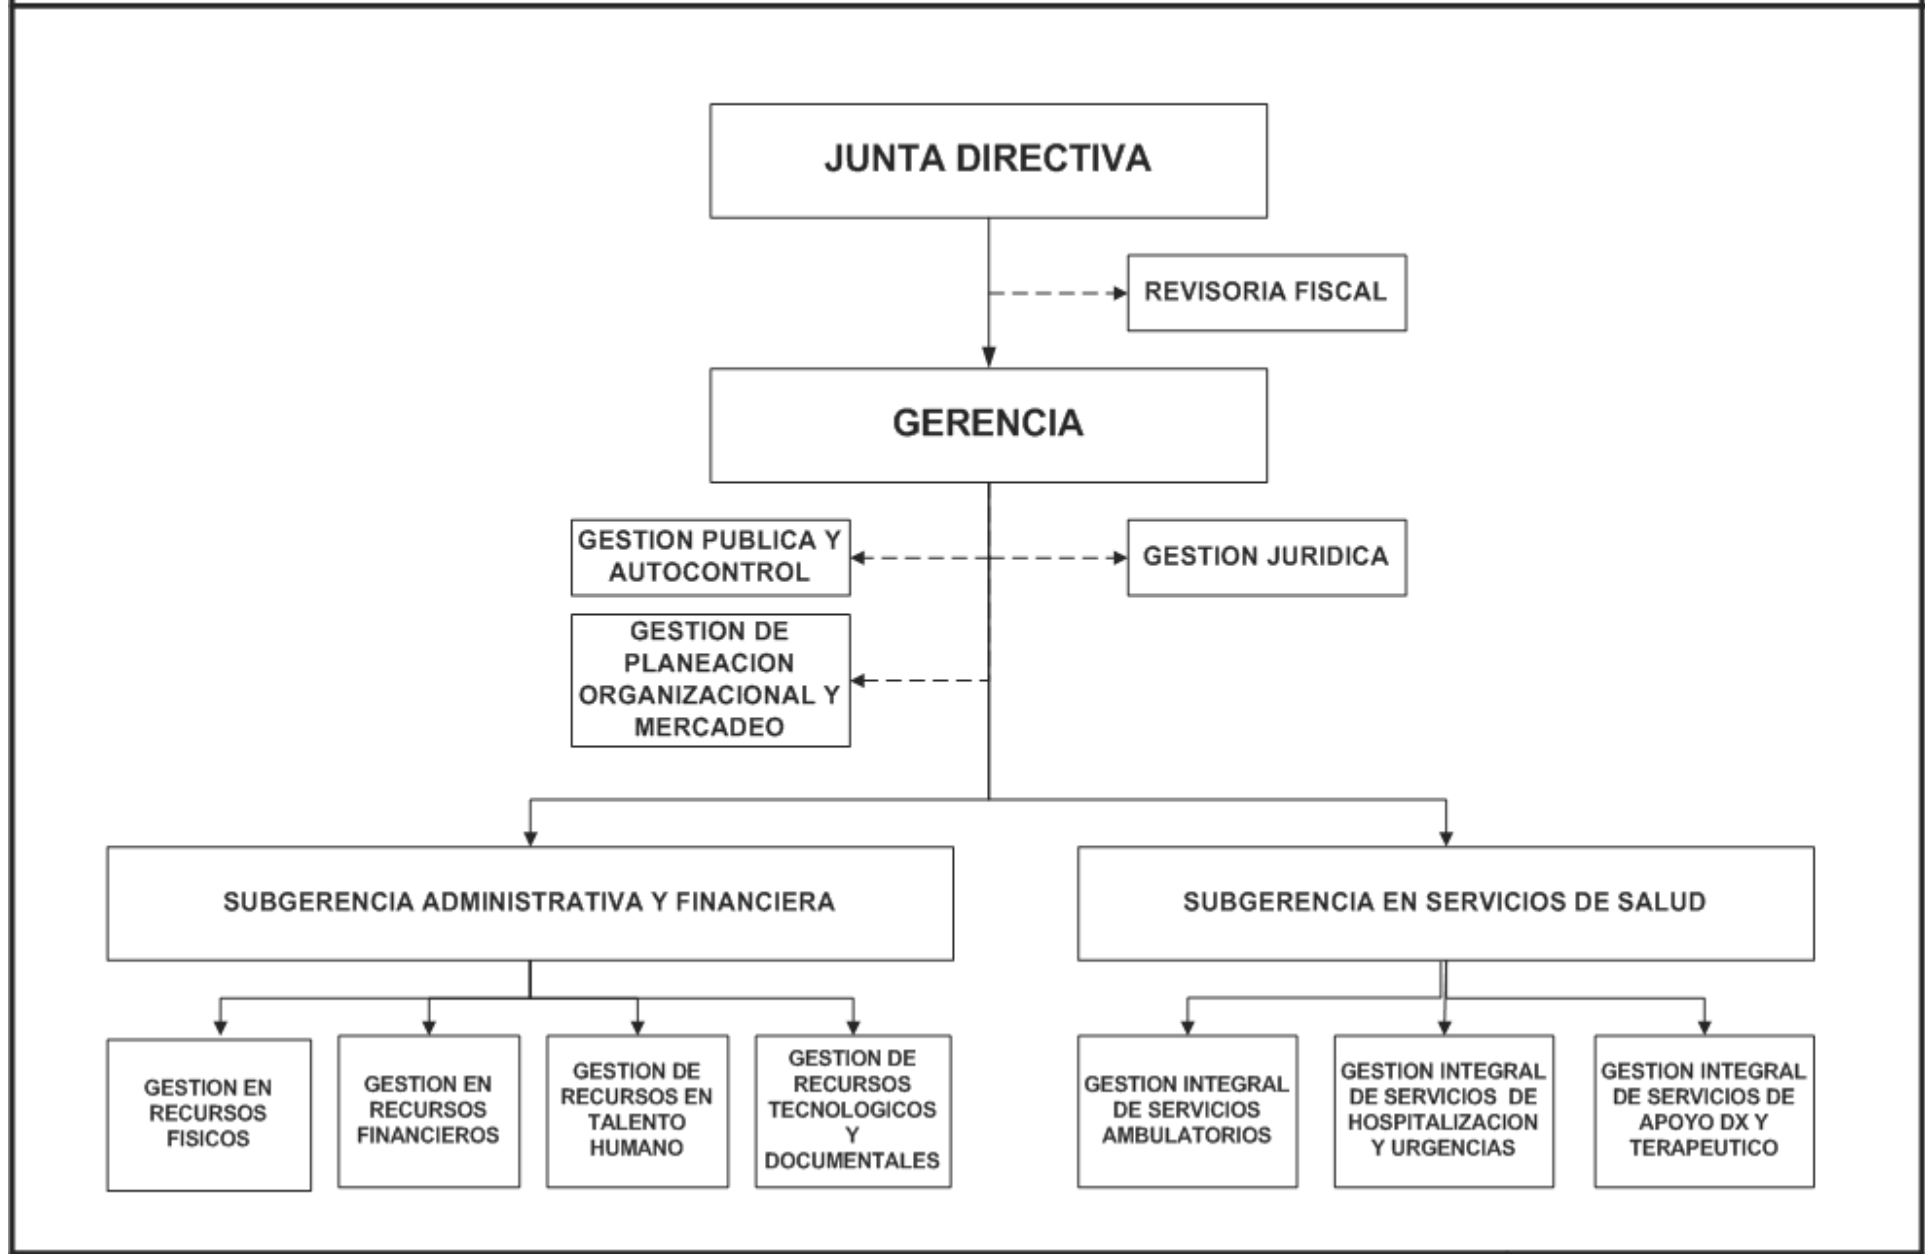 JUNTA DIRECTIVA
REVISORIA FISCAL
GERENCIA
GESTION PUBLICA Y
AUTOCONTROL
GESTION JURIDICA
GESTION DE
PLANEACION
ORGANIZACIONAL Y
MERCADEO
SUBGERENCIA ADMINISTRATIVA Y FINANCIERA
SUBGERENCIA EN SERVICIOS DE SALUD
GESTION EN
RECURSOS
FISICOS
GESTION EN
RECURSOS
FINANCIEROS
GESTION DE
RECURSOS EN
TALENTO
HUMANO
GESTION DE
RECURSOS
TECNOLOGICOS
Y
DOCUMENTALES
GESTION INTEGRAL
DE SERVICIOS
AMBULATORIOS
GESTION INTEGRAL
DE SERVICIOS DE
HOSPITALIZACION
Y URGENCIAS
GESTION INTEGRAL
DE SERVICIOS DE
APOYO DX Y
TERAPEUTICO